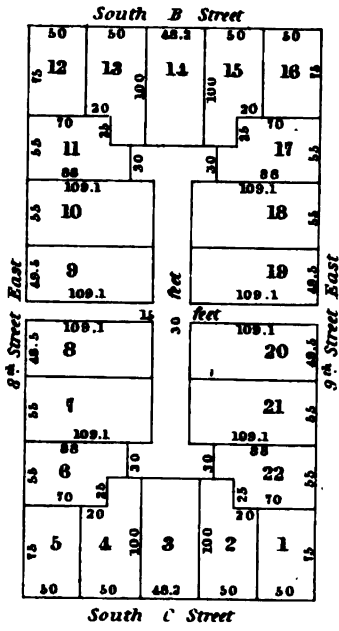 South B Street
50 50 48.2 50 50
75 12 13 100 14 100 15 16 75
20 20
70 25 25 70
55 11 30 30 17 55
88 88
109.1 109.1
55 10 18 55
49.5 9 19 49.5
109.1 feet 109.1
8th Street East
9th Street East
15 30 feet
109.1 109.1
49.5 8 20 49.5
55 7 21 55
109.1 109.1
88 88
55 6 30 30 22 55
70 25 25 70
20 20
75 5 4 100 3 100 2 1 75
50 50 48.2 50 50
South C Street